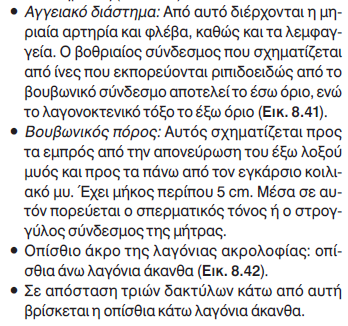 • Αγγειακό διάστημα: Από αυτό διέρχονται η μη-
ριαία αρτηρία και φλέβα, καθώς και τα λεμφαγ-
γεία. Ο βοθριαίος σύνδεσμος που σχηματίζεται
από ίνες που εκπορεύονται ριπιδοειδώς από το
βουβωνικό σύνδεσμο αποτελεί το έσω όριο, ενώ
το λαγονοκτενικό τόξο το έξω όριο (Εικ. 8.41).
• Βουβωνικός πόρος: Αυτός σχηματίζεται προς
τα εμπρός από την απονεύρωση του έξω λοξού
μυός και προς τα πάνω από τον εγκάρσιο κοιλι-
ακό μυ. Έχει μήκος περίπου 5 cm. Μέσα σε αυ-
τόν πορεύεται ο σπερματικός τόνος ή ο στρογ-
γύλος σύνδεσμος της μήτρας.
• Οπίσθιο άκρο της λαγόνιας ακρολοφίας: οπί-
σθια άνω λαγόνια άκανθα (Εικ. 8.42).
• Σε απόσταση τριών δακτύλων κάτω από αυτή
βρίσκεται η οπίσθια κάτω λαγόνια άκανθα.